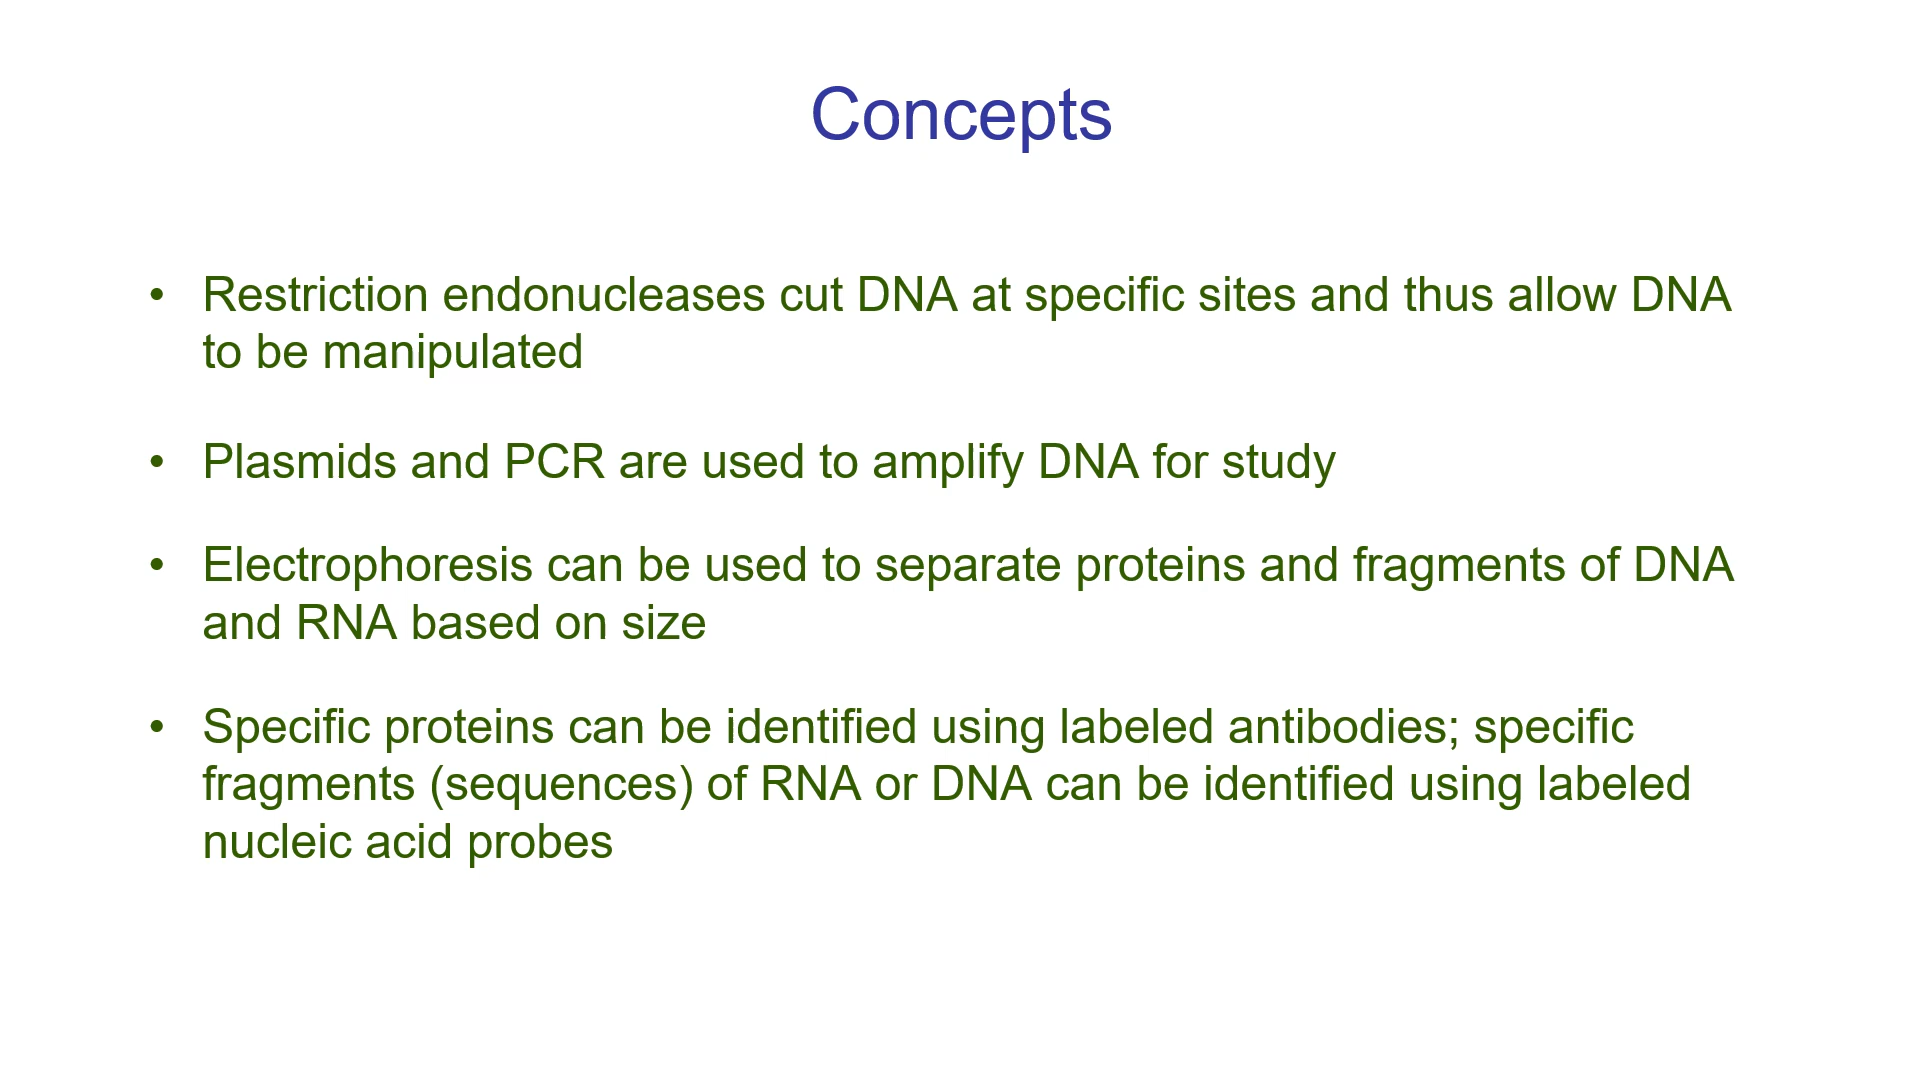 Concepts
• Restriction endonucleases cut DNA at specific sites and thus allow DNA
to be manipulated
• Plasmids and PCR are used to amplify DNA for study
• Electrophoresis can be used to separate proteins and fragments of DNA
and RNA based on size
• Specific proteins can be identified using labeled antibodies; specific
fragments (sequences) of RNA or DNA can be identified using labeled
nucleic acid probes